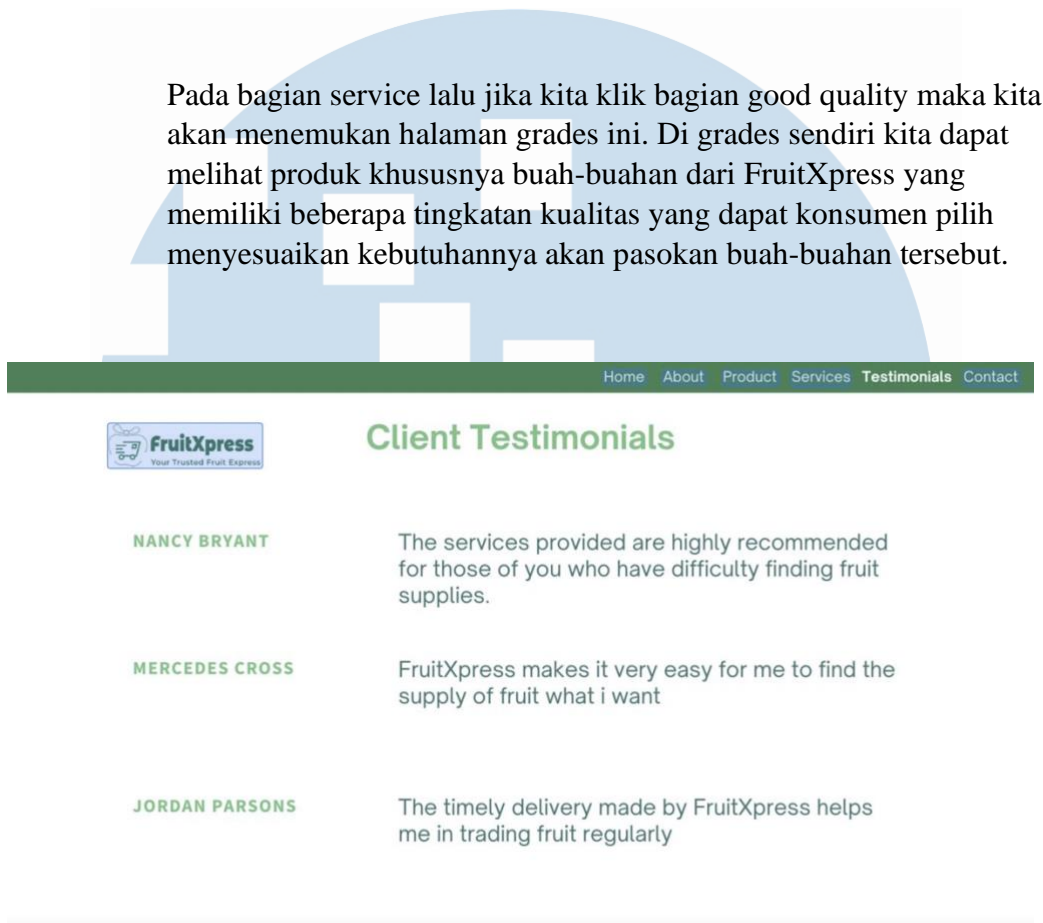 Pada bagian service lalu jika kita klik bagian good quality maka kita
akan menemukan halaman grades ini. Di grades sendiri kita dapat
melihat produk khususnya buah-buahan dari FruitXpress yang
memiliki beberapa tingkatan kualitas yang dapat konsumen pilih
menyesuaikan kebutuhannya akan pasokan buah-buahan tersebut.
Home About Product Services Testimonials Contact
FruitXpress
Your Trusted Fruit Express
Client Testimonials
NANCY BRYANT
The services provided are highly recommended
for those of you who have difficulty finding fruit
supplies.
MERCEDES CROSS
FruitXpress makes it very easy for me to find the
supply of fruit what i want
JORDAN PARSONS
The timely delivery made by FruitXpress helps
me in trading fruit regularly